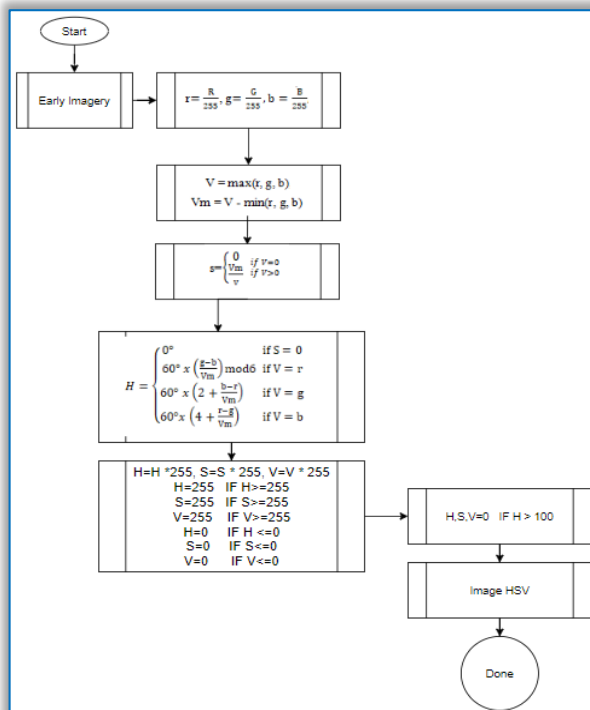 Start
Early Imagery
r= R/255, g= G/255, b = B/255
V = max(r, g, b)
Vm = V - min(r, g, b)
s={0 if V=0
Vm/v if V>0
H = {0° if S = 0
60° x (g-b/Vm) mod6 if V = r
60° x (2 + b-r/Vm) if V = g
60°x (4 + r-g/Vm) if V = b
H=H *255, S=S * 255, V=V * 255
H=255 IF H>=255
S=255 IF S>=255
V=255 IF V>=255
H=0 IF H <=0
S=0 IF S<=0
V=0 IF V<=0
H,S,V=0 IF H > 100
Image HSV
Done